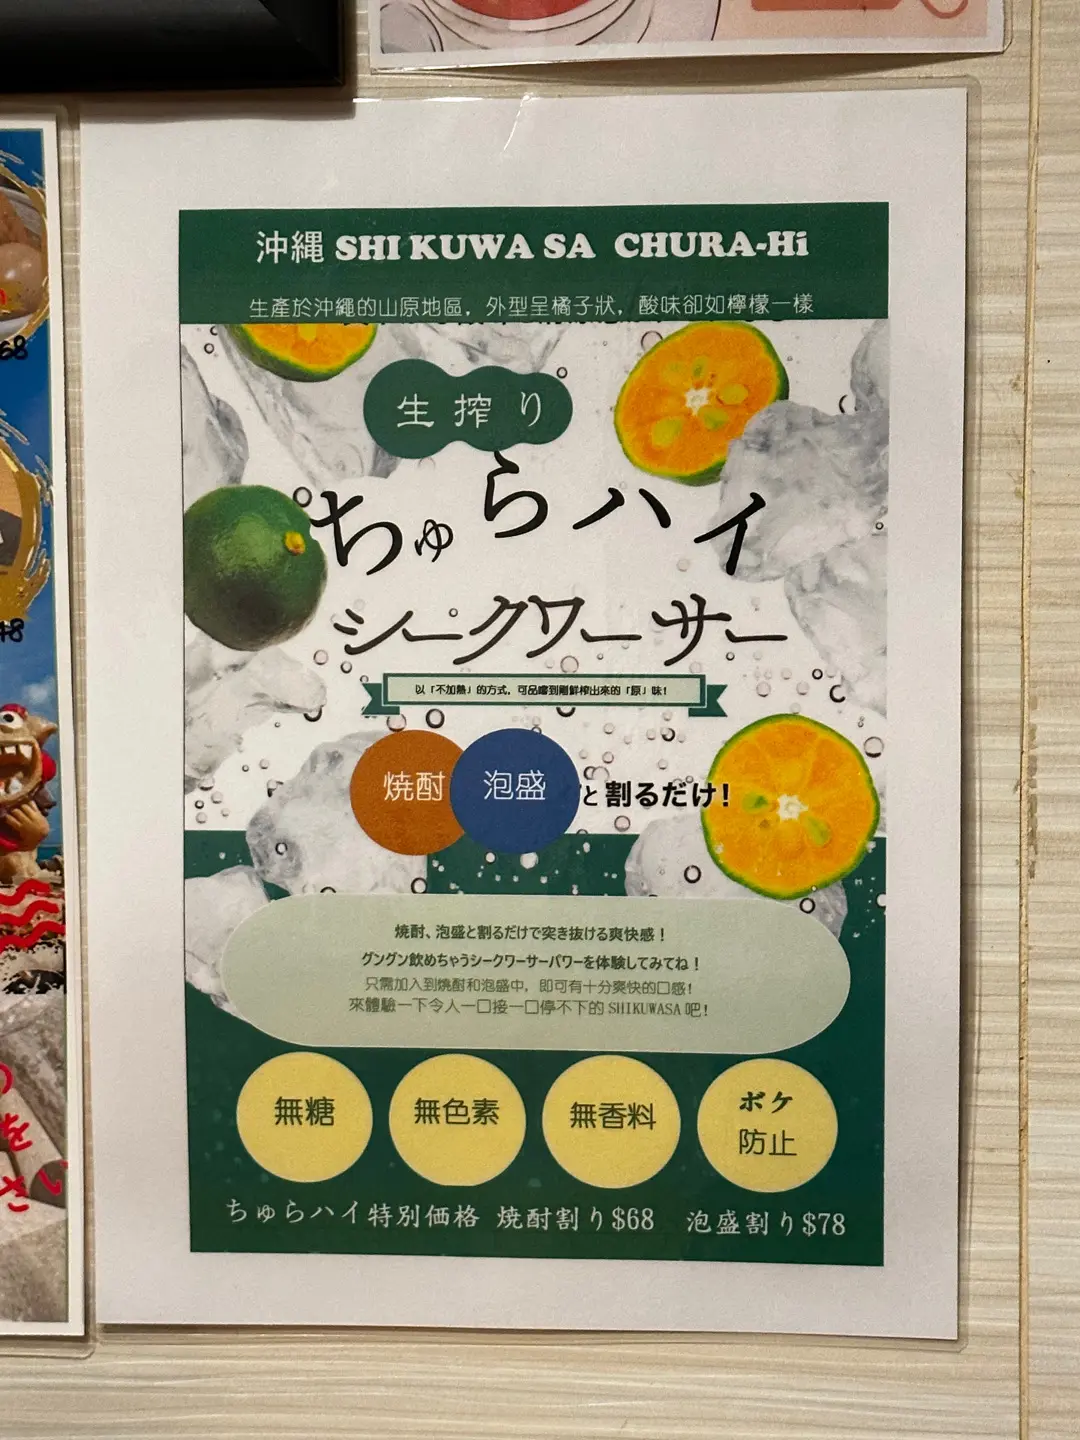 沖縄 SHI KUWA SA CHURA-Hi
生產於沖繩的山原地區，外型呈橘子狀，酸味卻如檸檬一樣
生搾り
ちゅらハイ
シークワーサー
以「不加熱」的方式，可品嚐到剛鮮榨出來的「原」味！
焼酎 泡盛 と割るだけ！
焼酎、泡盛と割るだけで突き抜ける爽快感！
グングン飲めちゃうシークワーサーパワーを体験してみてね！
只需加入到燒酎和泡盛中，即可有十分爽快的口感！
來體驗一下令人一口接一口停不下的 SHIKUWASA 吧！
無糖 無色素 無香料 ボケ
防止
ちゅらハイ特別価格 焼酎割り$68 泡盛割り$78
68
48